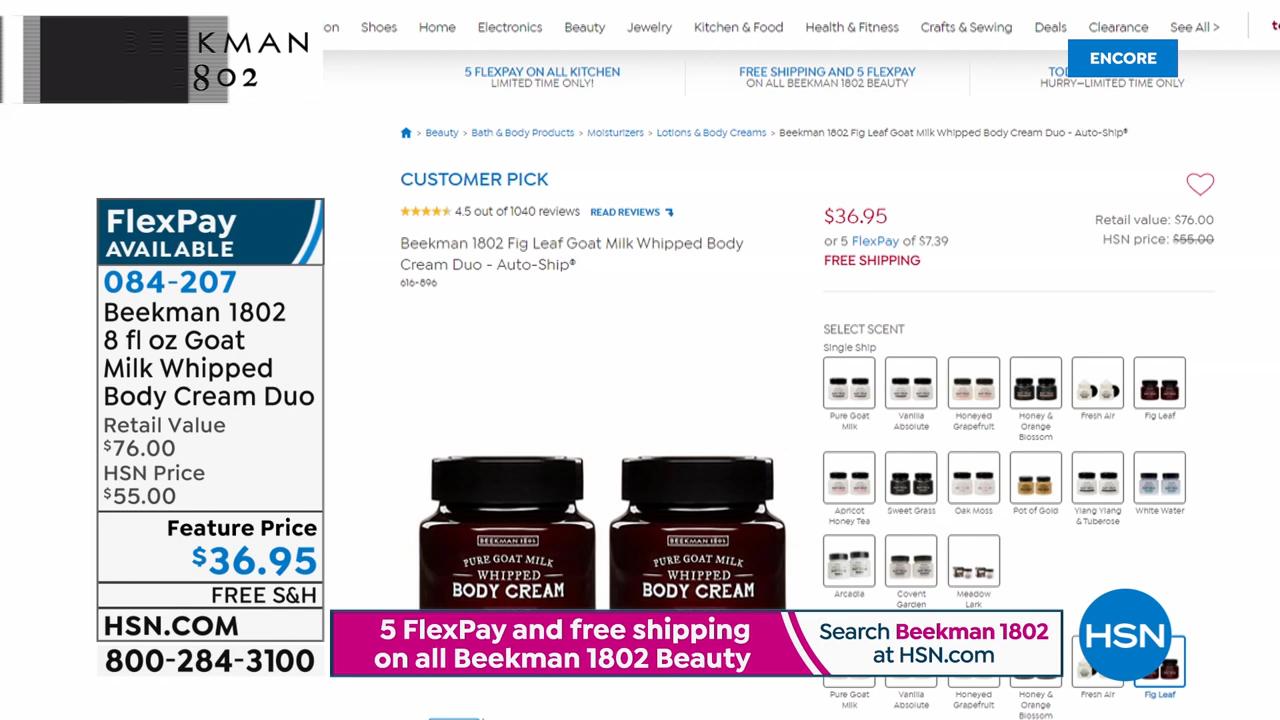 BEEKMAN
1802
on Shoes Home Electronics Beauty Jewelry Kitchen & Food Health & Fitness Crafts & Sewing Deals Clearance See All >
ENCORE
5 FLEXPAY ON ALL KITCHEN
LIMITED TIME ONLY!
FREE SHIPPING AND 5 FLEXPAY
ON ALL BEEKMAN 1802 BEAUTY
HURRY—LIMITED TIME ONLY
> Beauty > Bath & Body Products > Moisturizers > Lotions & Body Creams > Beekman 1802 Fig Leaf Goat Milk Whipped Body Cream Duo - Auto-Ship®
CUSTOMER PICK
4.5 out of 1040 reviews READ REVIEWS
Beekman 1802 Fig Leaf Goat Milk Whipped Body
Cream Duo - Auto-Ship®
616-896
$36.95
or 5 FlexPay of $7.39
FREE SHIPPING
Retail value: $76.00
HSN price: $55.00
SELECT SCENT
Single Ship
Pure Goat
Milk
Vanilla
Absolute
Honeyed
Grapefruit
Honey &
Orange
Blossom
Fresh Air
Fig Leaf
Apricot
Honey Tea
Sweet Grass
Oak Moss
Pot of Gold
Ylang Ylang
& Tuberose
White Water
Arcadia
Covent
Garden
Meadow
Lark
Pure Goat
Milk
Vanilla
Absolute
Honeyed
Grapefruit
Honey &
Orange
Blossom
Fresh Air
Fig Leaf
BEEKMAN 1802
PURE GOAT MILK
WHIPPED
BODY CREAM
BEEKMAN 1802
PURE GOAT MILK
WHIPPED
BODY CREAM
FlexPay
AVAILABLE
084-207
Beekman 1802
8 fl oz Goat
Milk Whipped
Body Cream Duo
Retail Value
$76.00
HSN Price
$55.00
Feature Price
$36.95
FREE S&H
HSN.COM
800-284-3100
5 FlexPay and free shipping
on all Beekman 1802 Beauty
Search Beekman 1802
at HSN.com
HSN